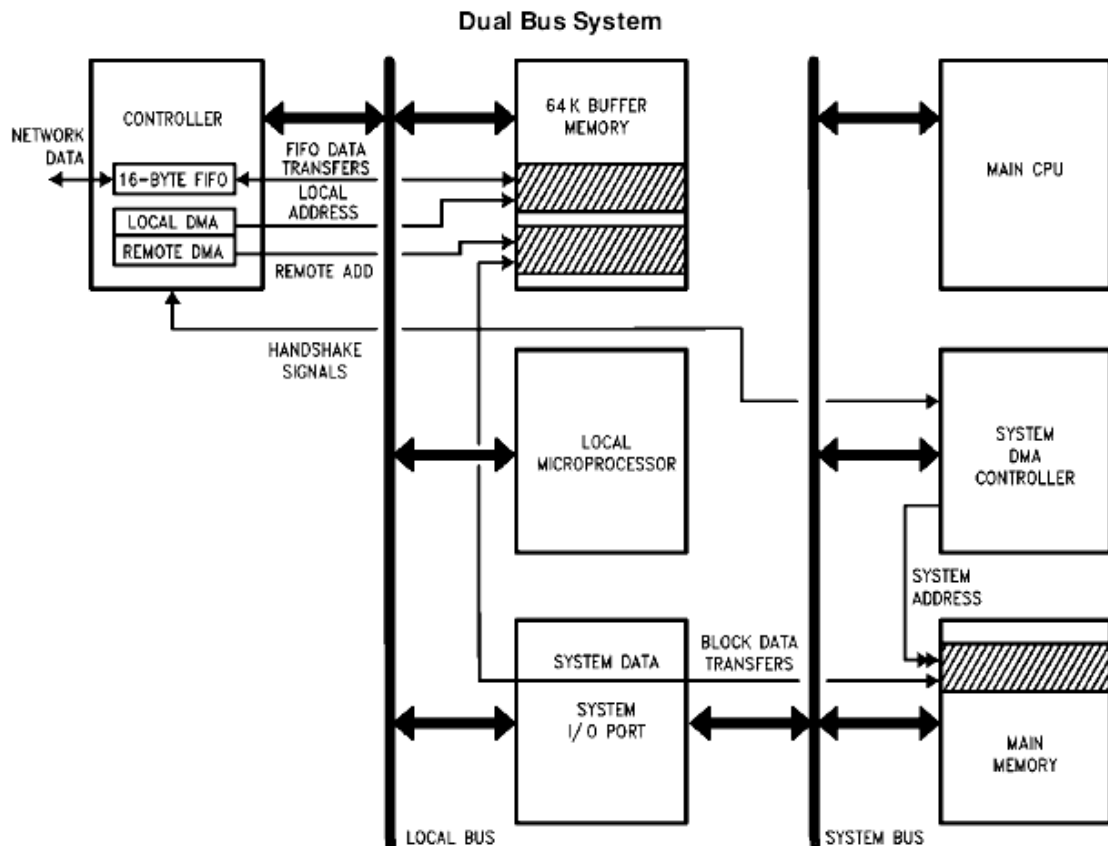 Dual Bus System
CONTROLLER
NETWORK
DATA
16-BYTE FIFO
LOCAL DMA
REMOTE DMA
FIFO DATA
TRANSFERS
LOCAL
ADDRESS
REMOTE ADD
64K BUFFER
MEMORY
MAIN CPU
HANDSHAKE
SIGNALS
LOCAL
MICROPROCESSOR
SYSTEM
DMA
CONTROLLER
SYSTEM
ADDRESS
BLOCK DATA
TRANSFERS
SYSTEM DATA
SYSTEM
I/O PORT
MAIN
MEMORY
LOCAL BUS
SYSTEM BUS